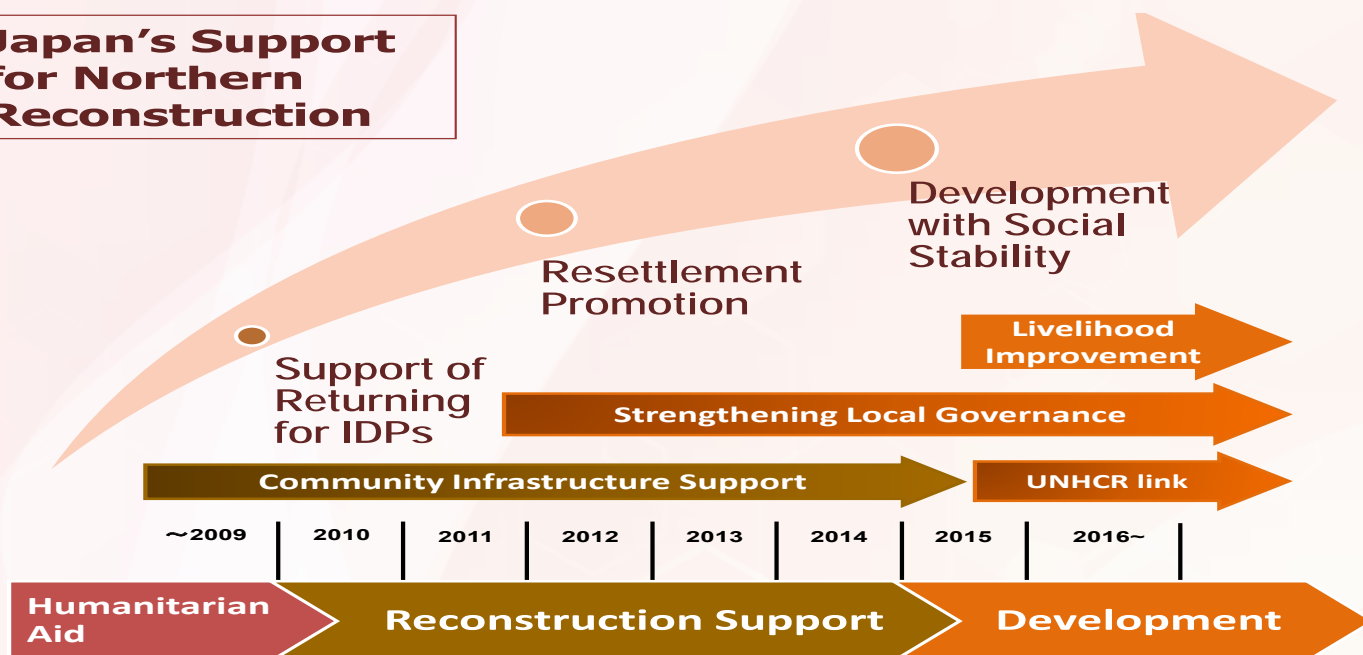 Japan's Support
for Northern
Reconstruction
Development
with Social
Stability
Resettlement
Promotion
Support of
Returning
for IDPs
Livelihood
Improvement
Strengthening Local Governance
Community Infrastructure Support
UNHCR link
~2009 2010 2011 2012 2013 2014 2015 2016~
Humanitarian
Aid
Reconstruction Support
Development